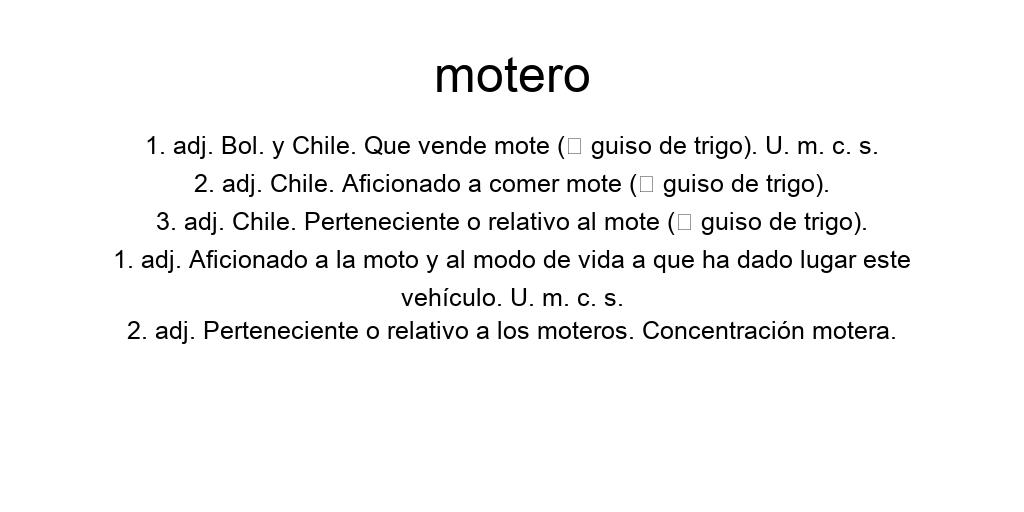 motero
1. adj. Bol. y Chile. Que vende mote (□ guiso de trigo). U. m. c. s.
2. adj. Chile. Aficionado a comer mote (□ guiso de trigo).
3. adj. Chile. Perteneciente o relativo al mote (□ guiso de trigo).
1. adj. Aficionado a la moto y al modo de vida a que ha dado lugar este
vehículo. U. m. c. s.
2. adj. Perteneciente o relativo a los moteros. Concentración motera.